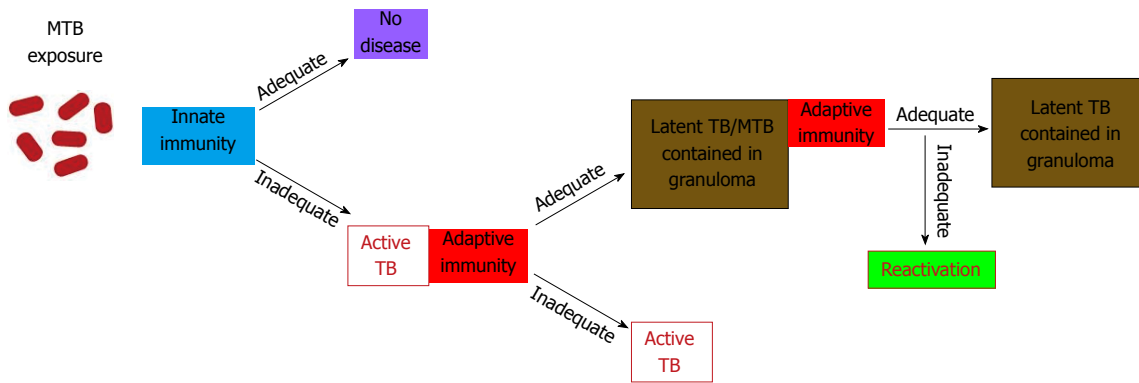 MTB
exposure
Innate
immunity
Adequate
No
disease
Inadequate
Active
TB
Adaptive
immunity
Adequate
Latent TB/MTB
contained in
granuloma
Adaptive
immunity
Adequate
Latent TB
contained in
granuloma
Inadequate
Reactivation
Inadequate
Active
TB